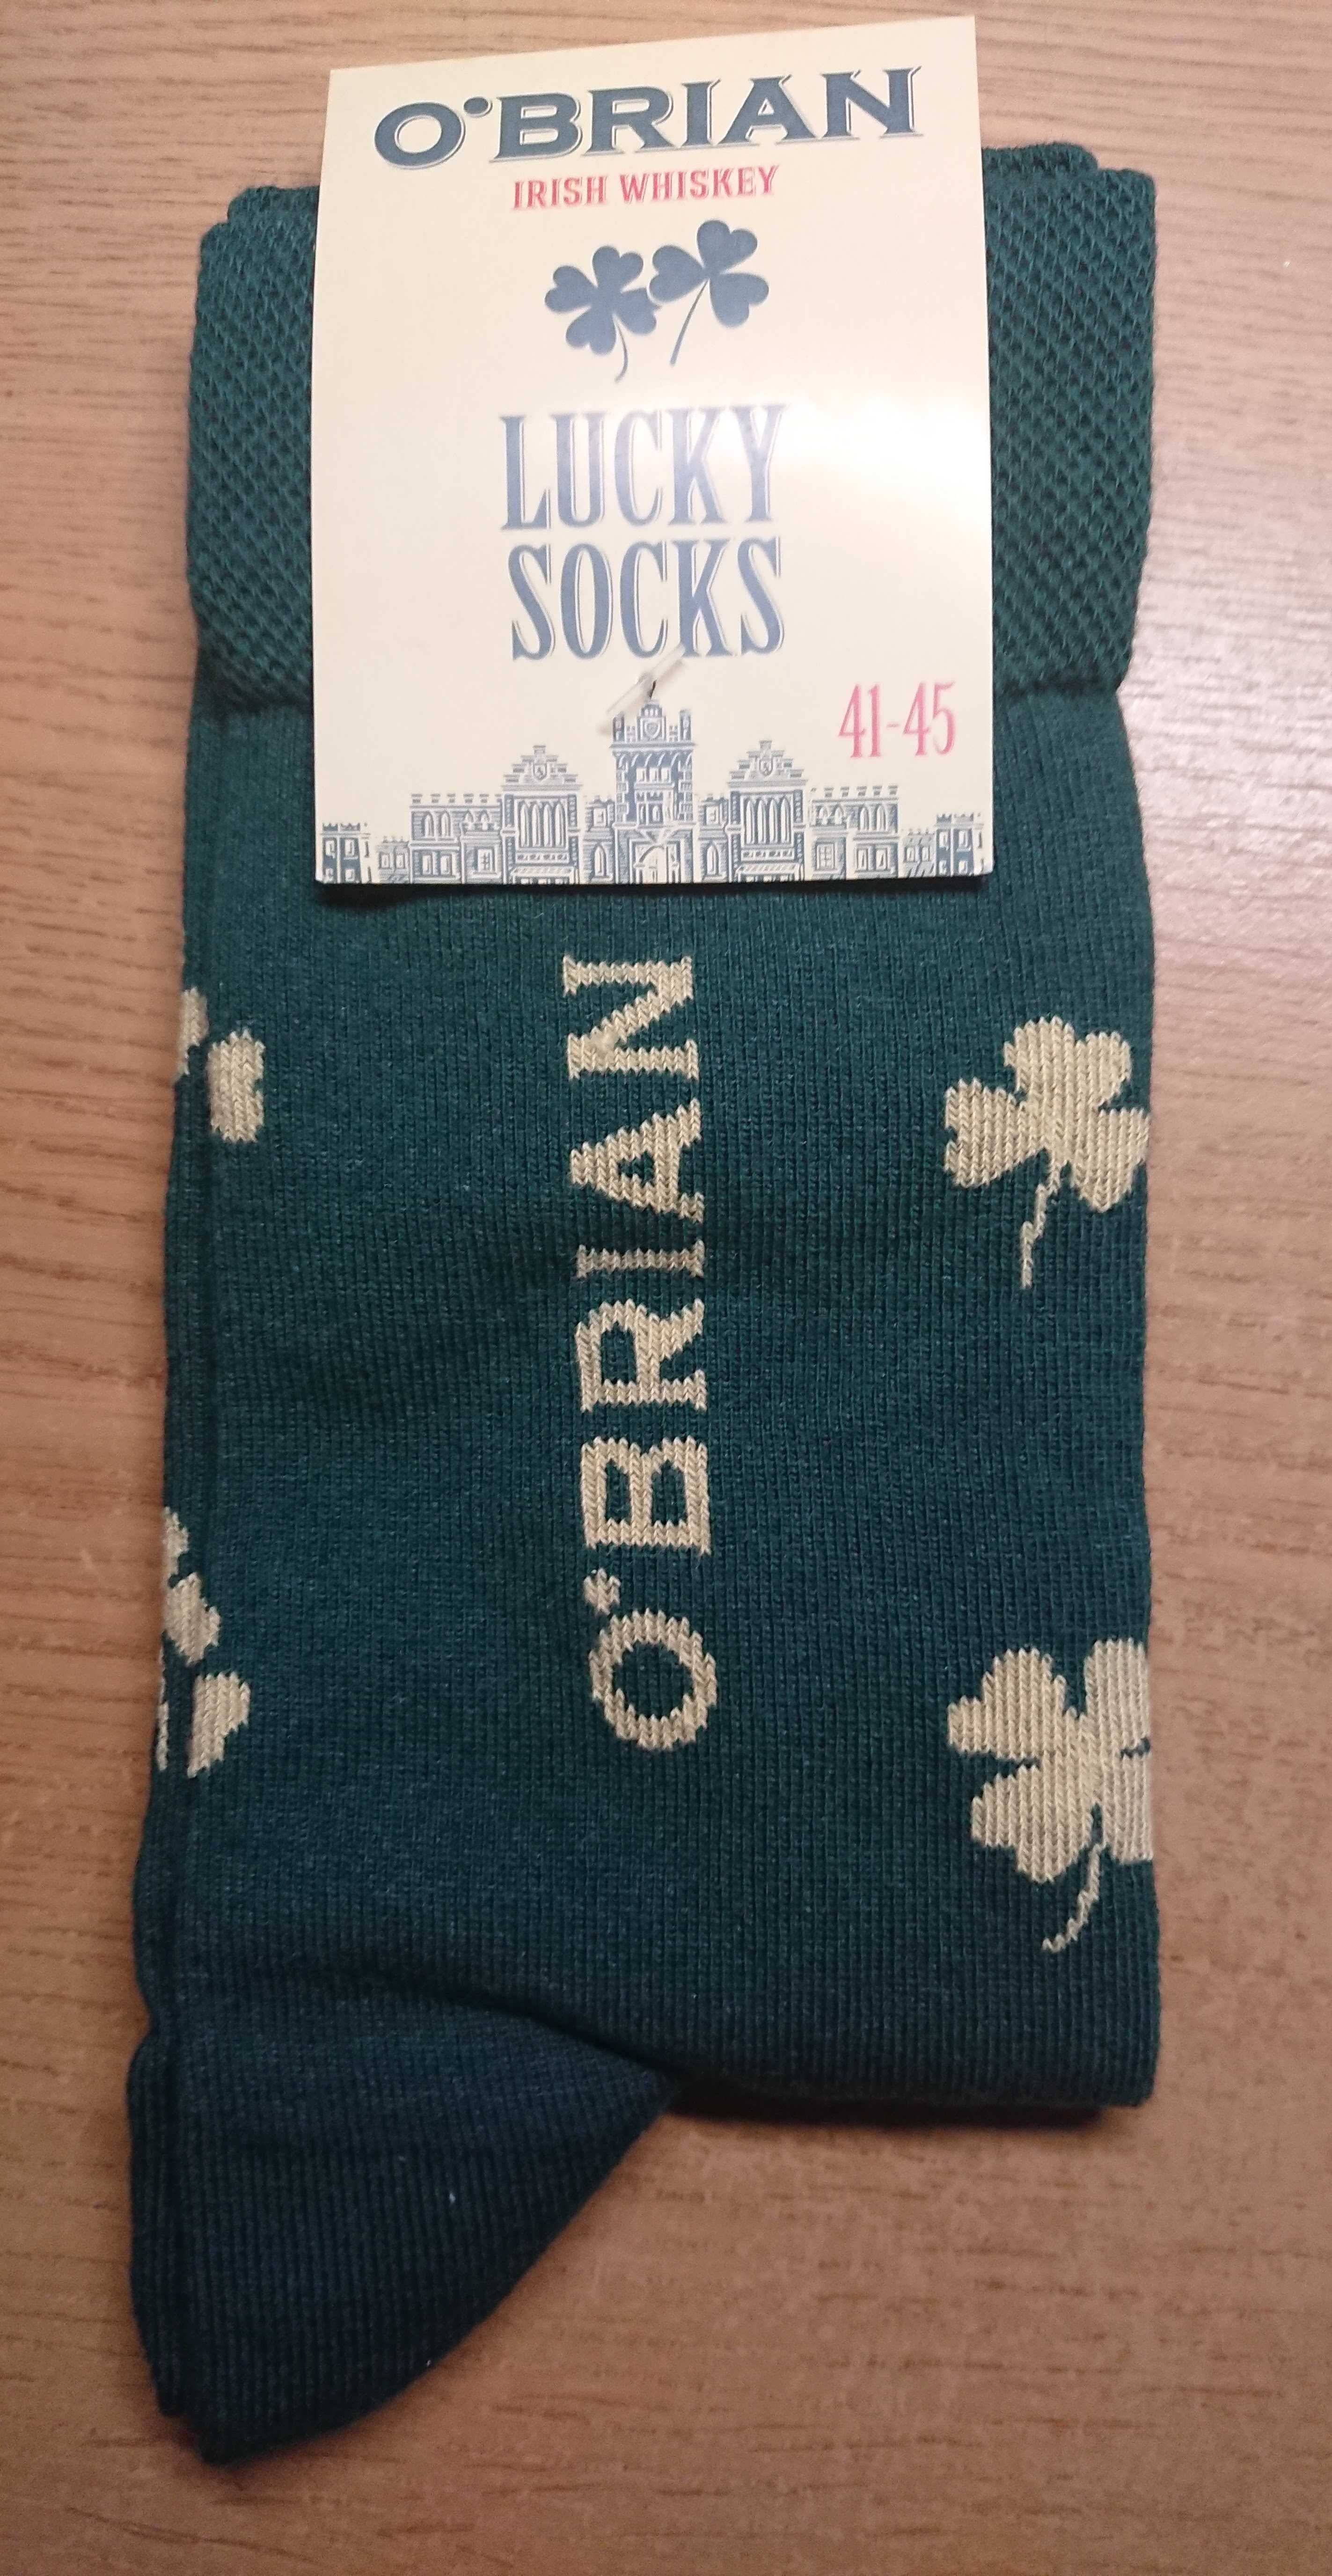 O'BRIAN
IRISH WHISKEY
LUCKY
SOCKS
41-45
O'BRIAN